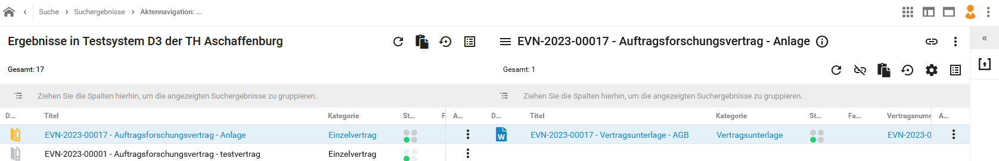 Suche Suchergebnisse Aktennavigation: ...
Ergebnisse in Testsystem D3 der TH Aschaffenburg
Gesamt: 17
Ziehen Sie die Spalten hierhin, um die angezeigten Suchergebnisse zu gruppieren.
D... Titel Kategorie St... F A...
EVN-2023-00017 - Auftragsforschungsvertrag - Anlage Einzelvertrag
EVN-2023-00001 - Auftragsforschungsvertrag - testvertrag Einzelvertrag
EVN-2023-00017 - Auftragsforschungsvertrag - Anlage
Gesamt: 1
Ziehen Sie die Spalten hierhin, um die angezeigten Suchergebnisse zu gruppieren.
D... Titel Kategorie St... Fa... Vertragsnumr A...
W EVN-2023-00017 - Vertragsunterlage - AGB Vertragsunterlage EVN-2023-0